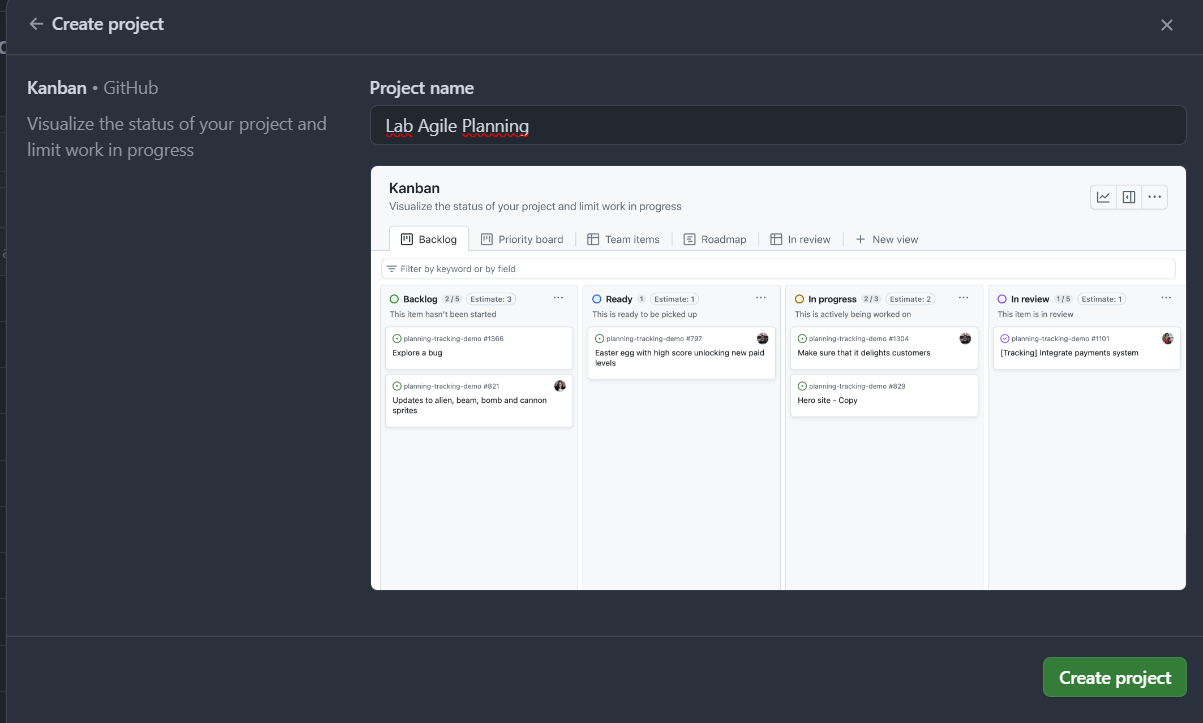 Create project
Kanban • GitHub
Visualize the status of your project and
limit work in progress
Project name
Lab Agile Planning
Kanban
Visualize the status of your project and limit work in progress
Backlog
Priority board
Team items
Roadmap
In review
New view
Filter by keyword or by field
Backlog 2 / 5 Estimate: 3
This item hasn't been started
planning-tracking-demo #1366
Explore a bug
planning-tracking-demo #821
Updates to alien, beam, bomb and cannon
sprites
Ready 1 Estimate: 1
This is ready to be picked up
planning-tracking-demo #797
Easter egg with high score unlocking new paid
levels
In progress 2 / 3 Estimate: 2
This is actively being worked on
planning-tracking-demo #1304
Make sure that it delights customers
planning-tracking-demo #829
Hero site - Copy
In review 1 / 5 Estimate: 1
This item is in review
planning-tracking-demo #1101
[Tracking] Integrate payments system
Create project